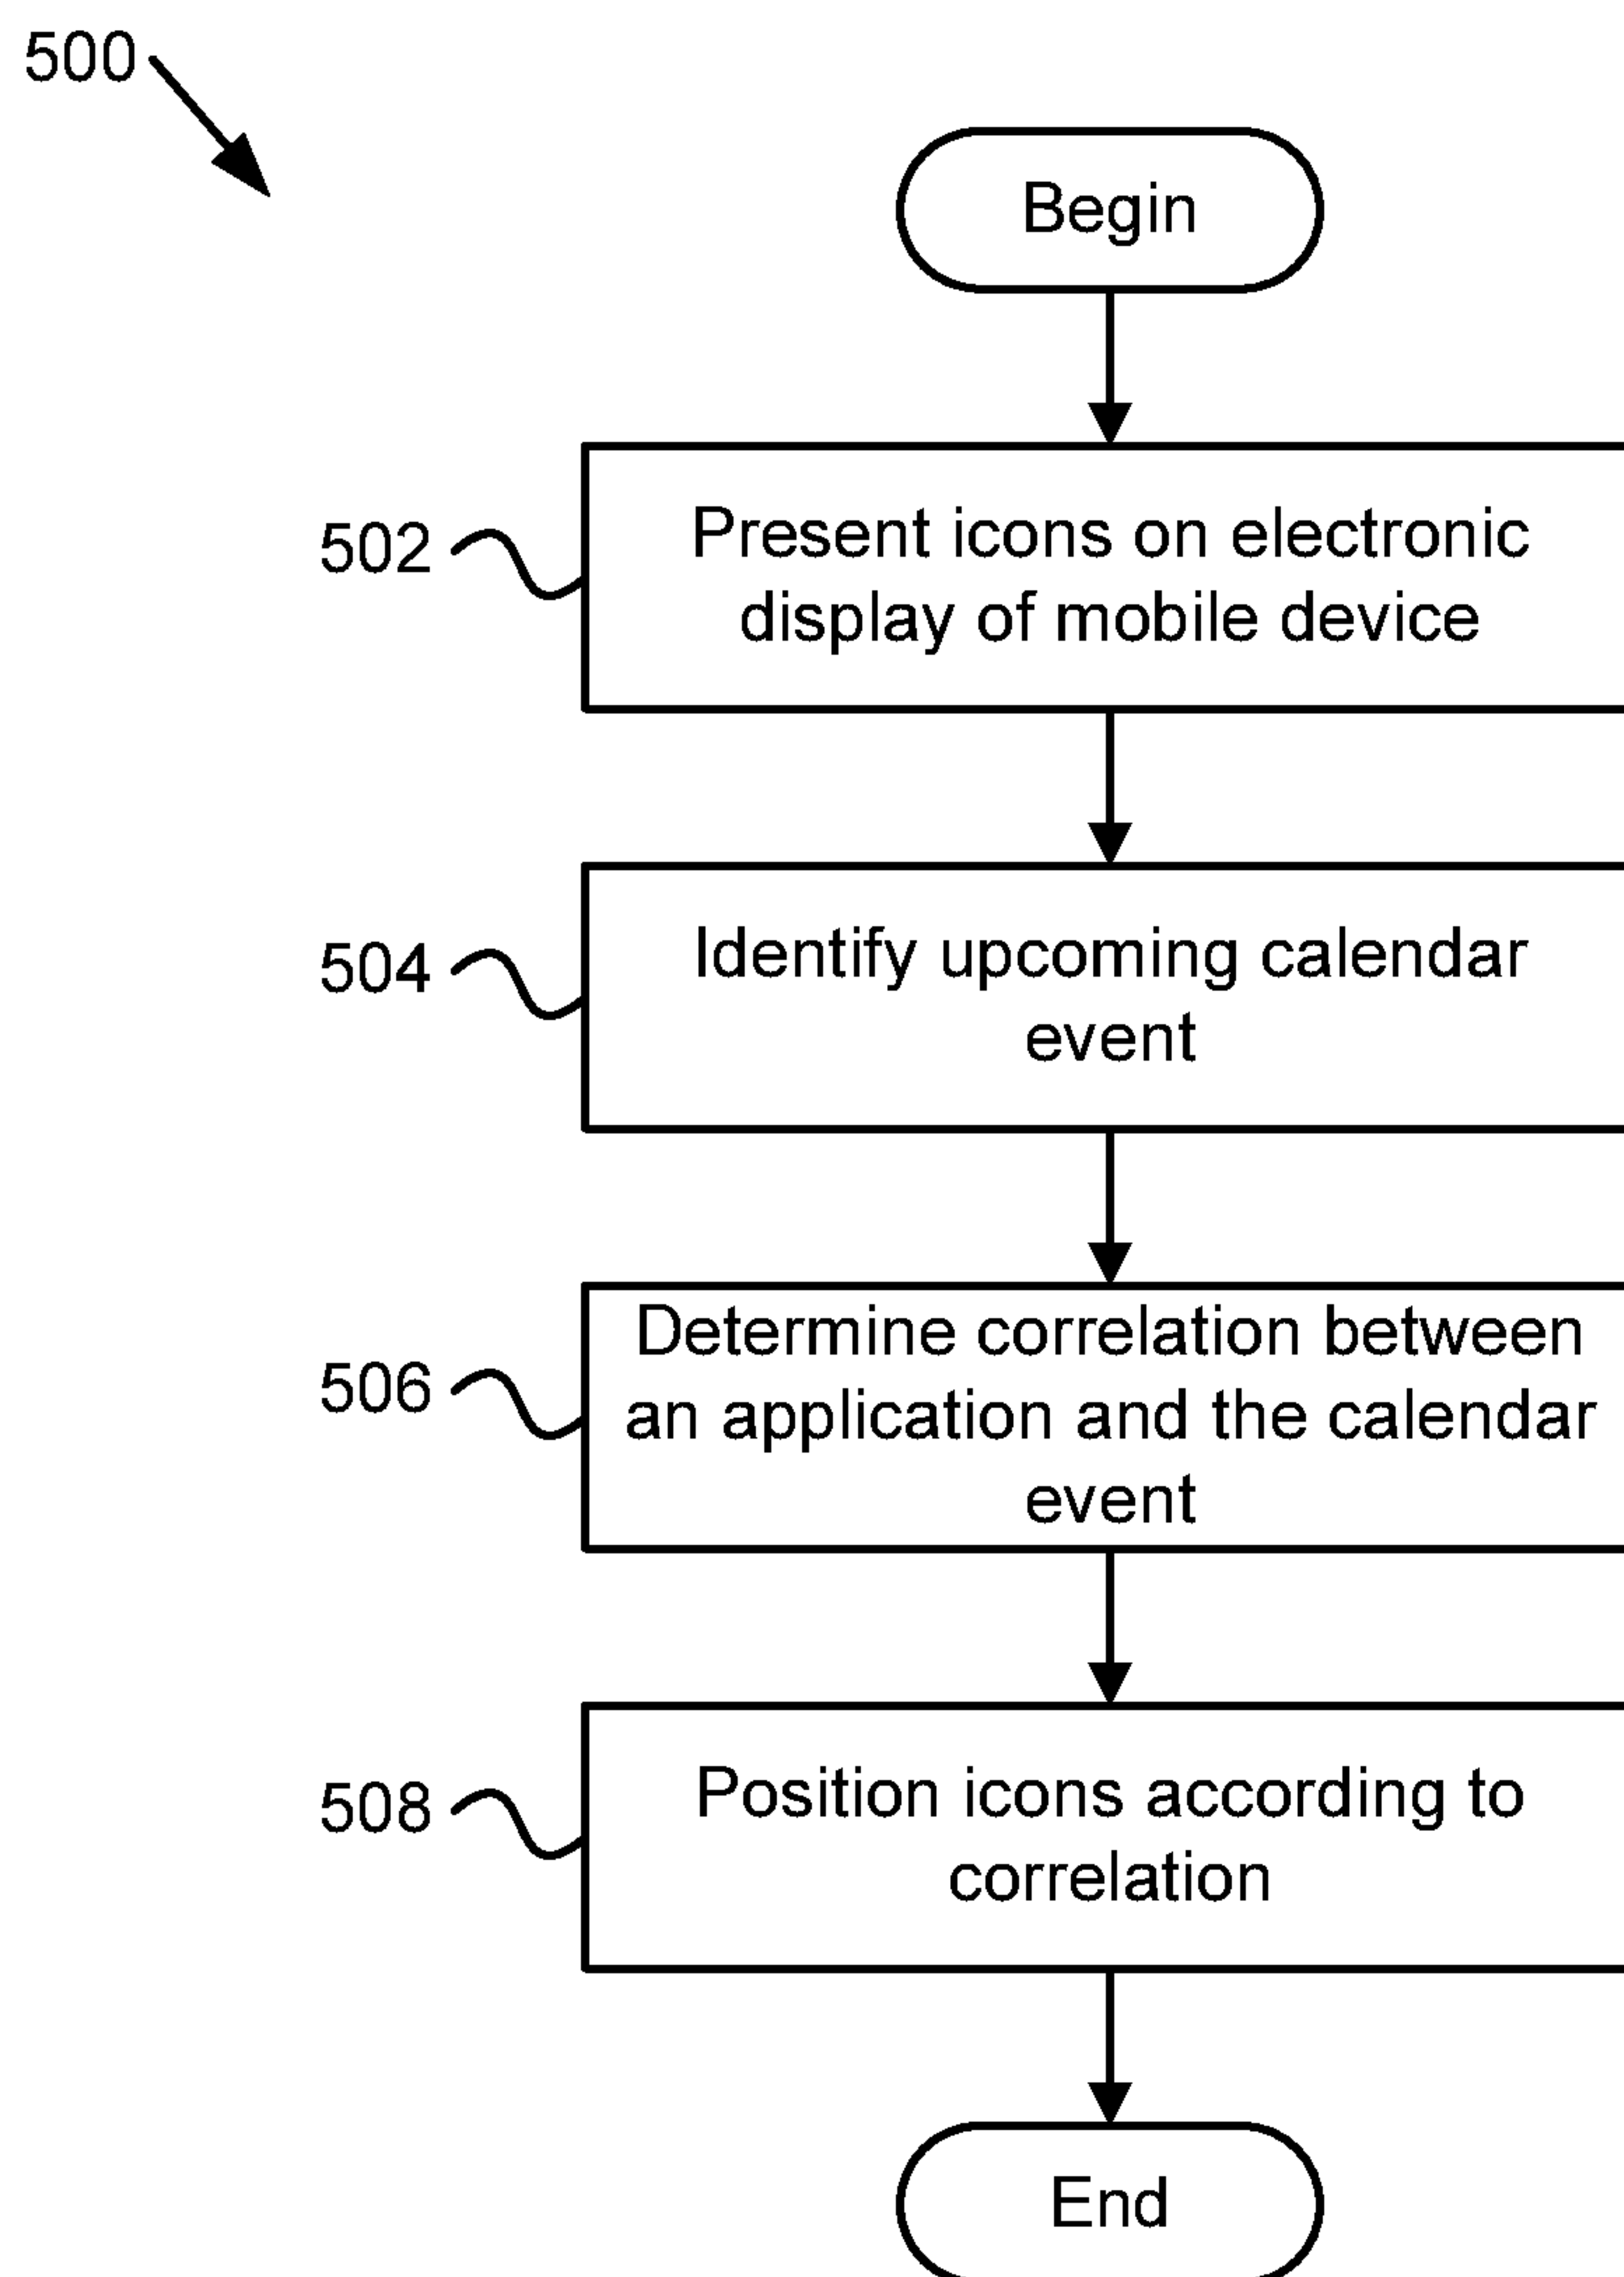 500
Begin
502
Present icons on electronic
display of mobile device
504
Identify upcoming calendar
event
506
Determine correlation between
an application and the calendar
event
508
Position icons according to
correlation
End